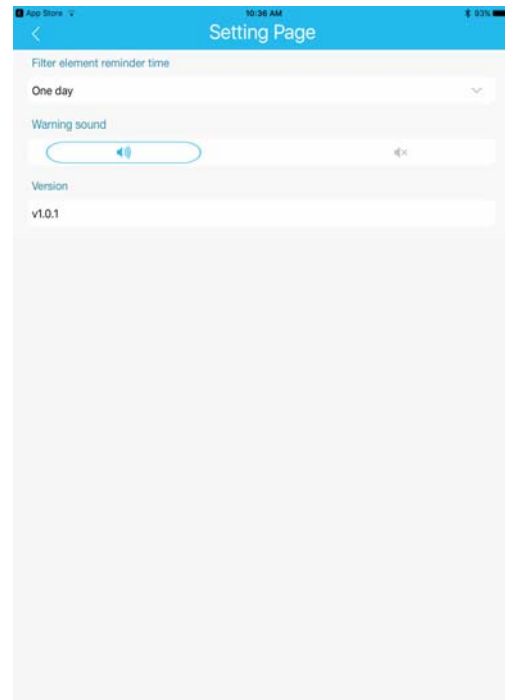 App Store 10:36 AM 93%
Setting Page
Filter element reminder time
One day
Warning sound
Version
v1.0.1